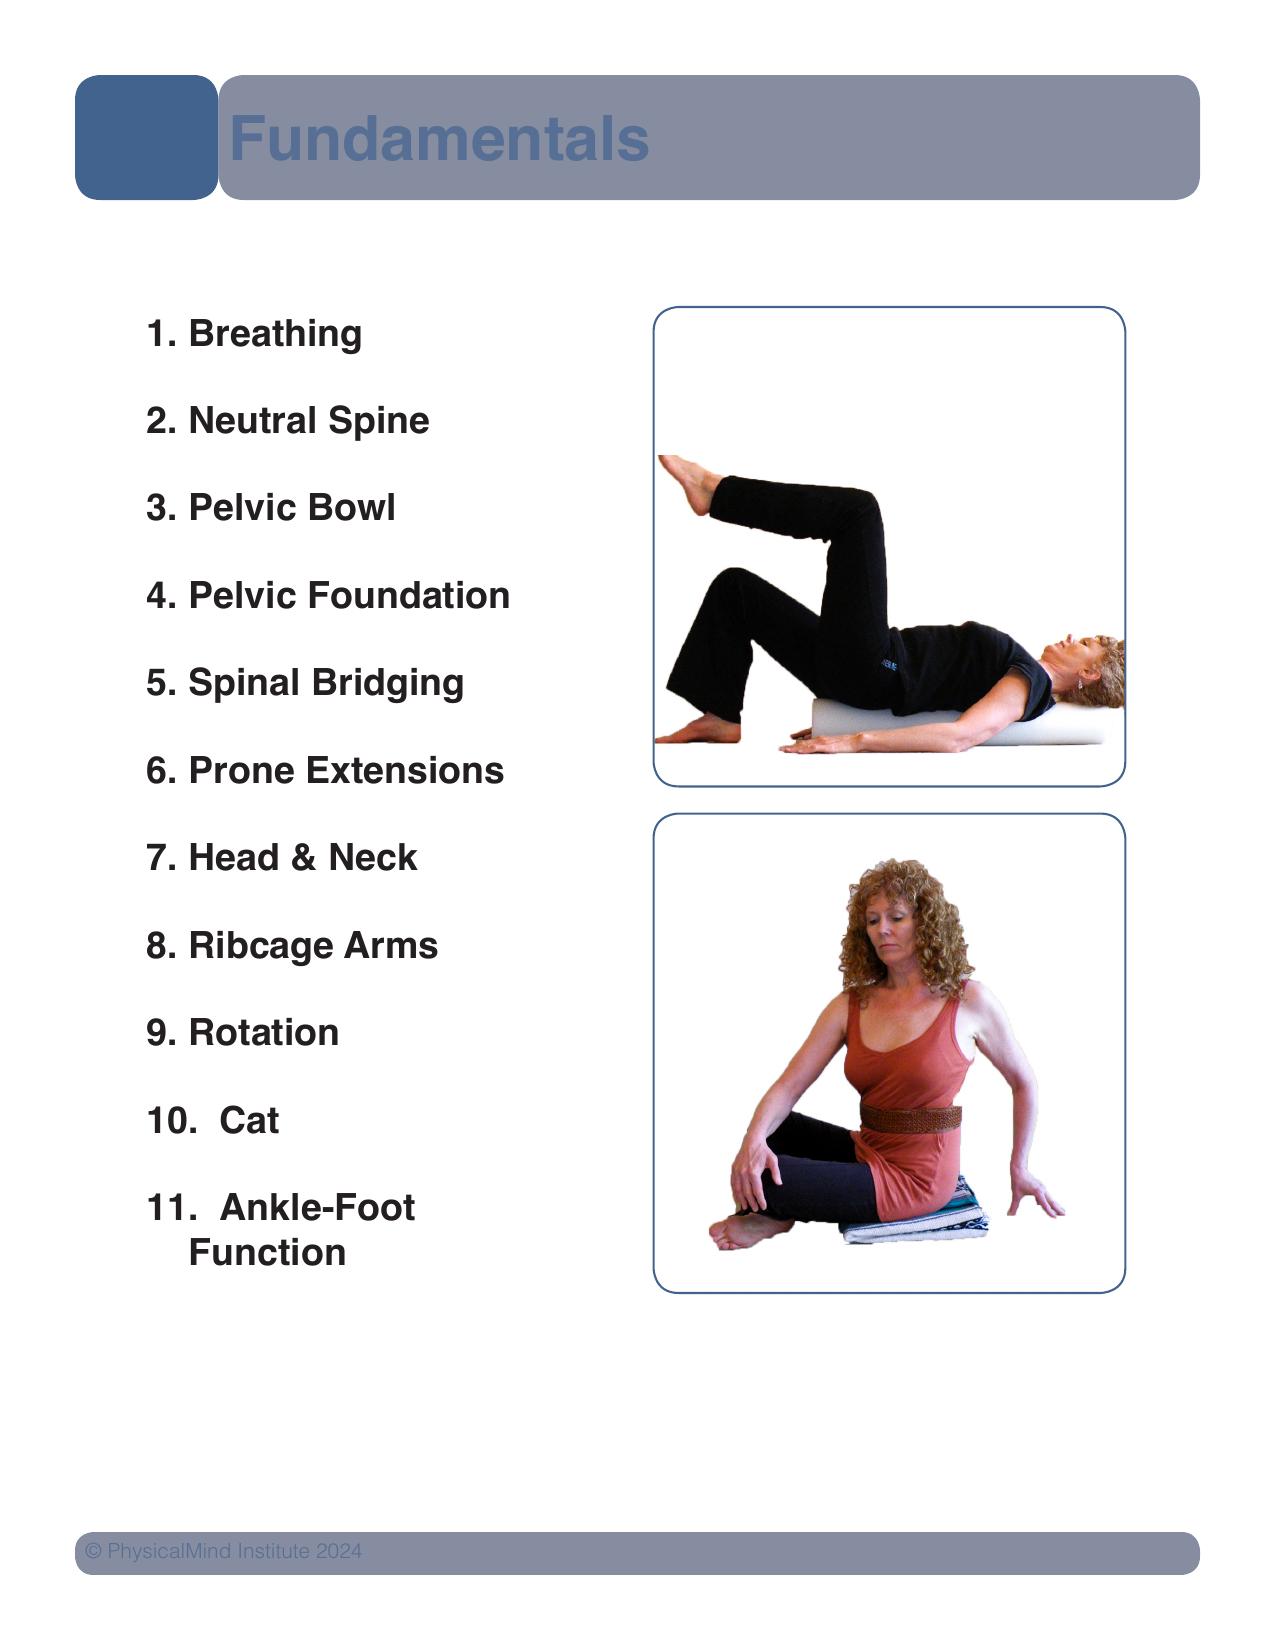 Fundamentals
1. Breathing
2. Neutral Spine
3. Pelvic Bowl
4. Pelvic Foundation
5. Spinal Bridging
6. Prone Extensions
7. Head & Neck
8. Ribcage Arms
9. Rotation
10. Cat
11. Ankle-Foot
Function
© PhysicalMind Institute 2024